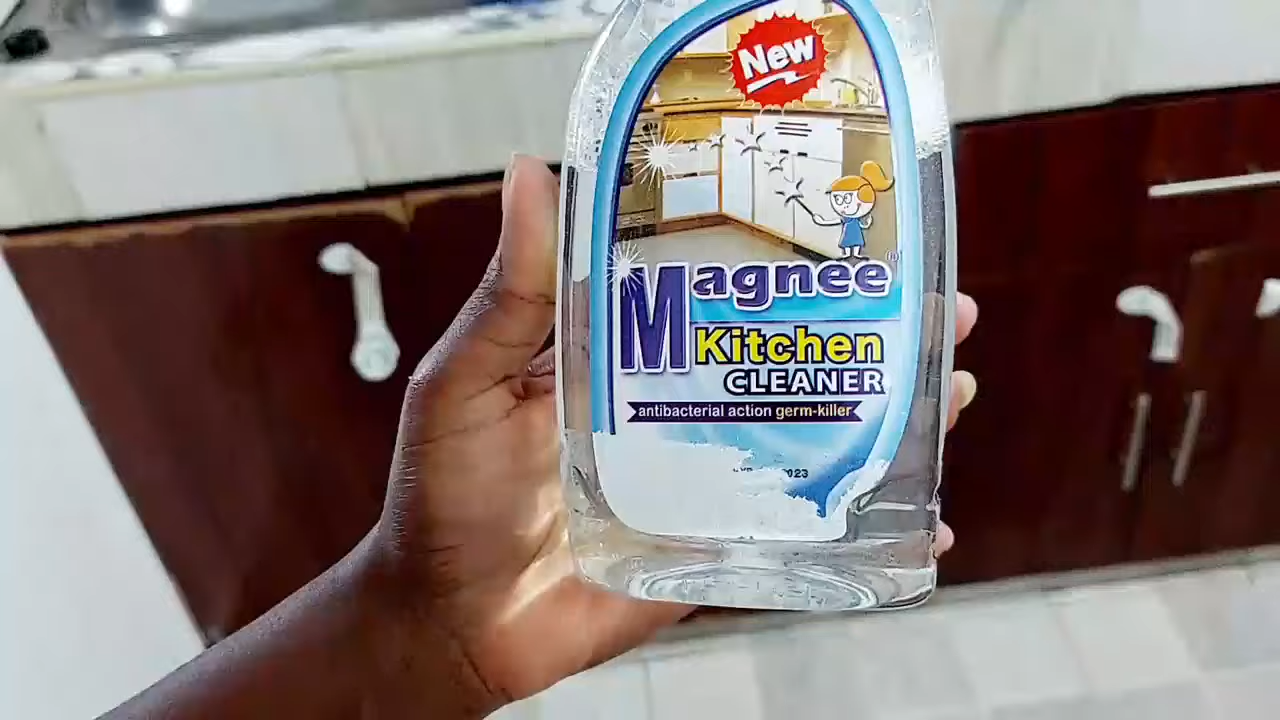 New
Magnee
Kitchen
CLEANER
antibacterial action germ-killer